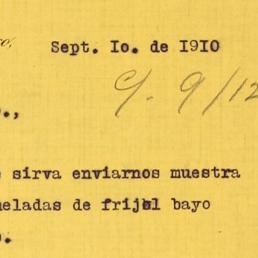 Sept. Io. de 1910
c/. 9/12
o.,
e sirva enviarnos muestra
neladas de frijol bayo
o.